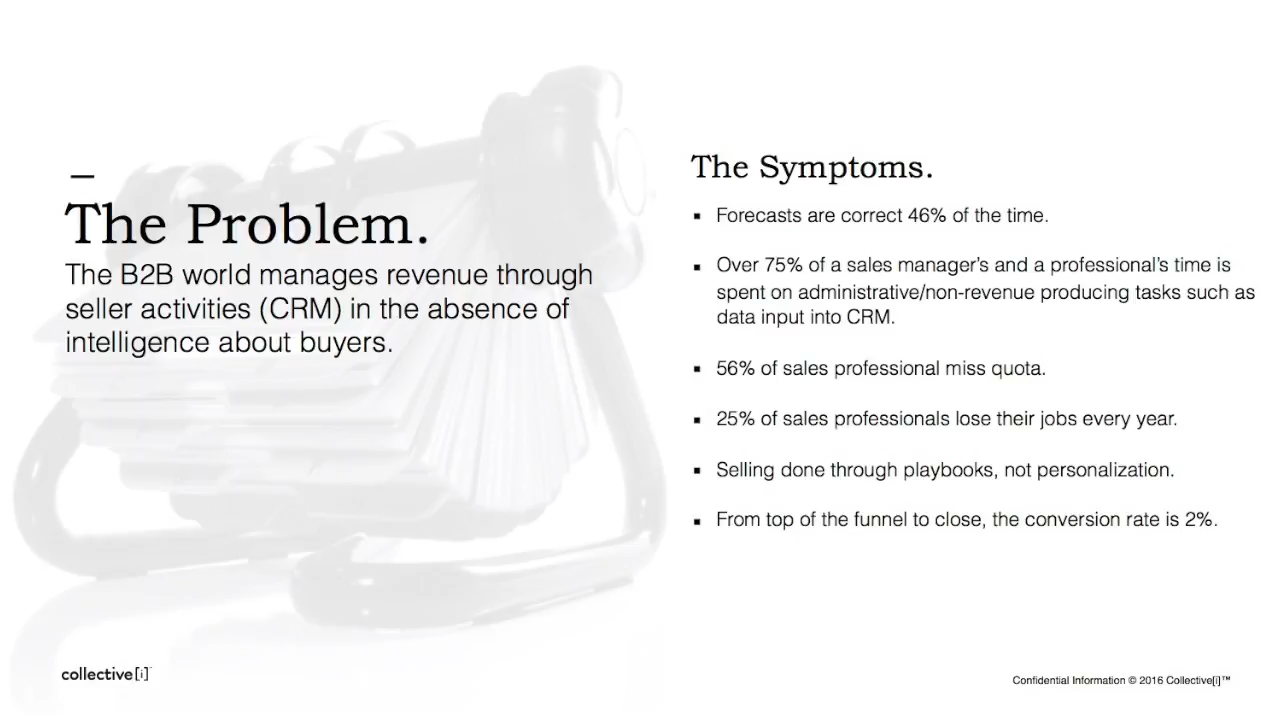 The Problem.
The B2B world manages revenue through
seller activities (CRM) in the absence of
intelligence about buyers.
The Symptoms.
▪ Forecasts are correct 46% of the time.
▪ Over 75% of a sales manager’s and a professional’s time is
spent on administrative/non-revenue producing tasks such as
data input into CRM.
▪ 56% of sales professional miss quota.
▪ 25% of sales professionals lose their jobs every year.
▪ Selling done through playbooks, not personalization.
▪ From top of the funnel to close, the conversion rate is 2%.
collective[i]
Confidential Information © 2016 Collective[i]™